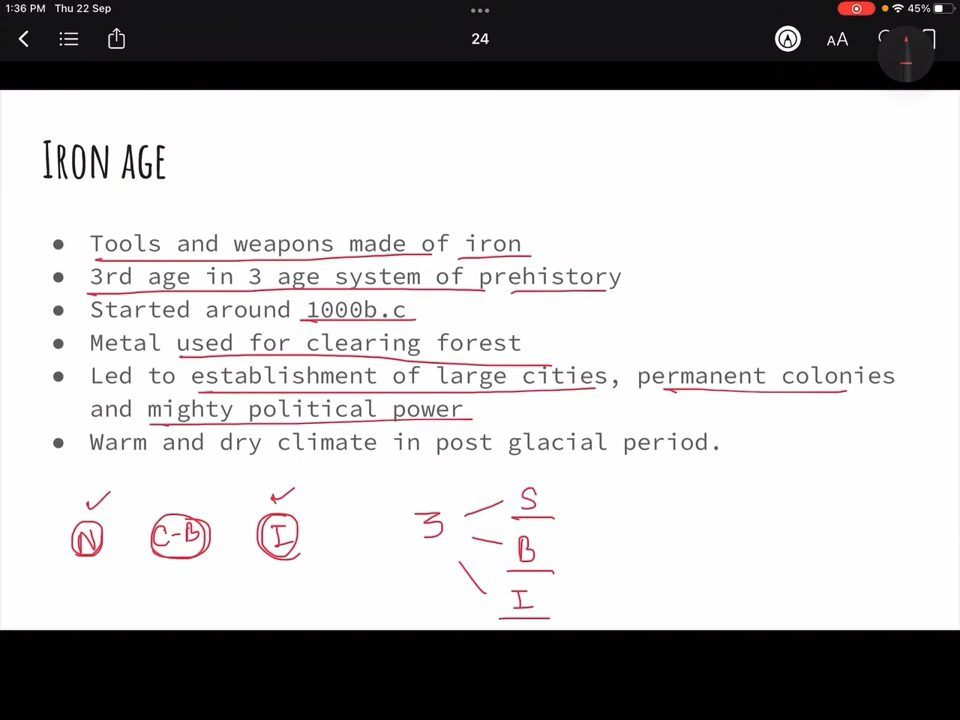 1:36 PM Thu 22 Sep
45%
24
AA
IRON AGE
● Tools and weapons made of iron
● 3rd age in 3 age system of prehistory
● Started around 1000b.c
● Metal used for clearing forest
● Led to establishment of large cities, permanent colonies
and mighty political power
● Warm and dry climate in post glacial period.
N C-B I
3 S
B
I